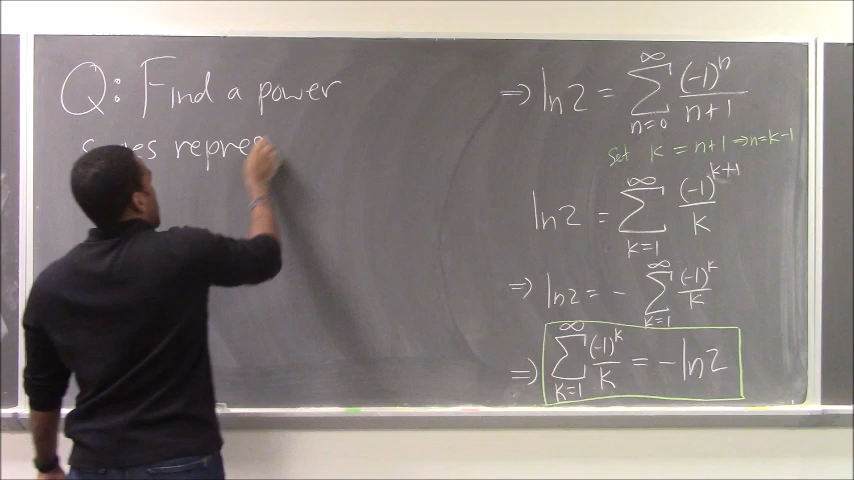 Q: Find a power
series repres
⇒ ln2 = ∑_{n=0}^{∞} (-1)^n / (n+1)
Set k = n+1 ⇒ n=k-1
ln2 = ∑_{k=1}^{∞} (-1)^{k+1} / k
⇒ ln2 = - ∑_{k=1}^{∞} (-1)^k / k
⇒ ∑_{k=1}^{∞} (-1)^k / k = -ln2